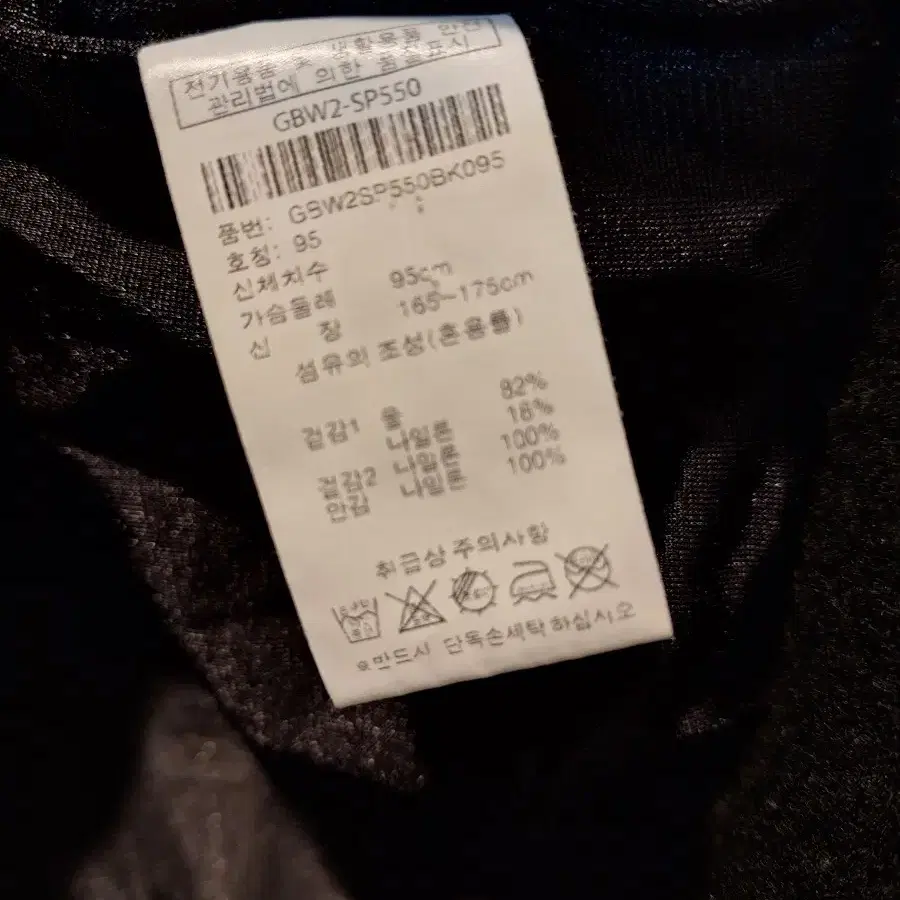 전기용품 및 생활용품 안전
관리법에 의한 품질표시
GBW2-SP550
GBW2SP550BK095
품번: 
호칭: 95
신체치수
가슴둘레 95cm
신 장 165~175cm
섬유의 조성(혼용률)
겉감1 울 82%
나일론 18%
겉감2 나일론 100%
안감 나일론 100%
취급상 주의사항
※반드시 단독손세탁 하십시오